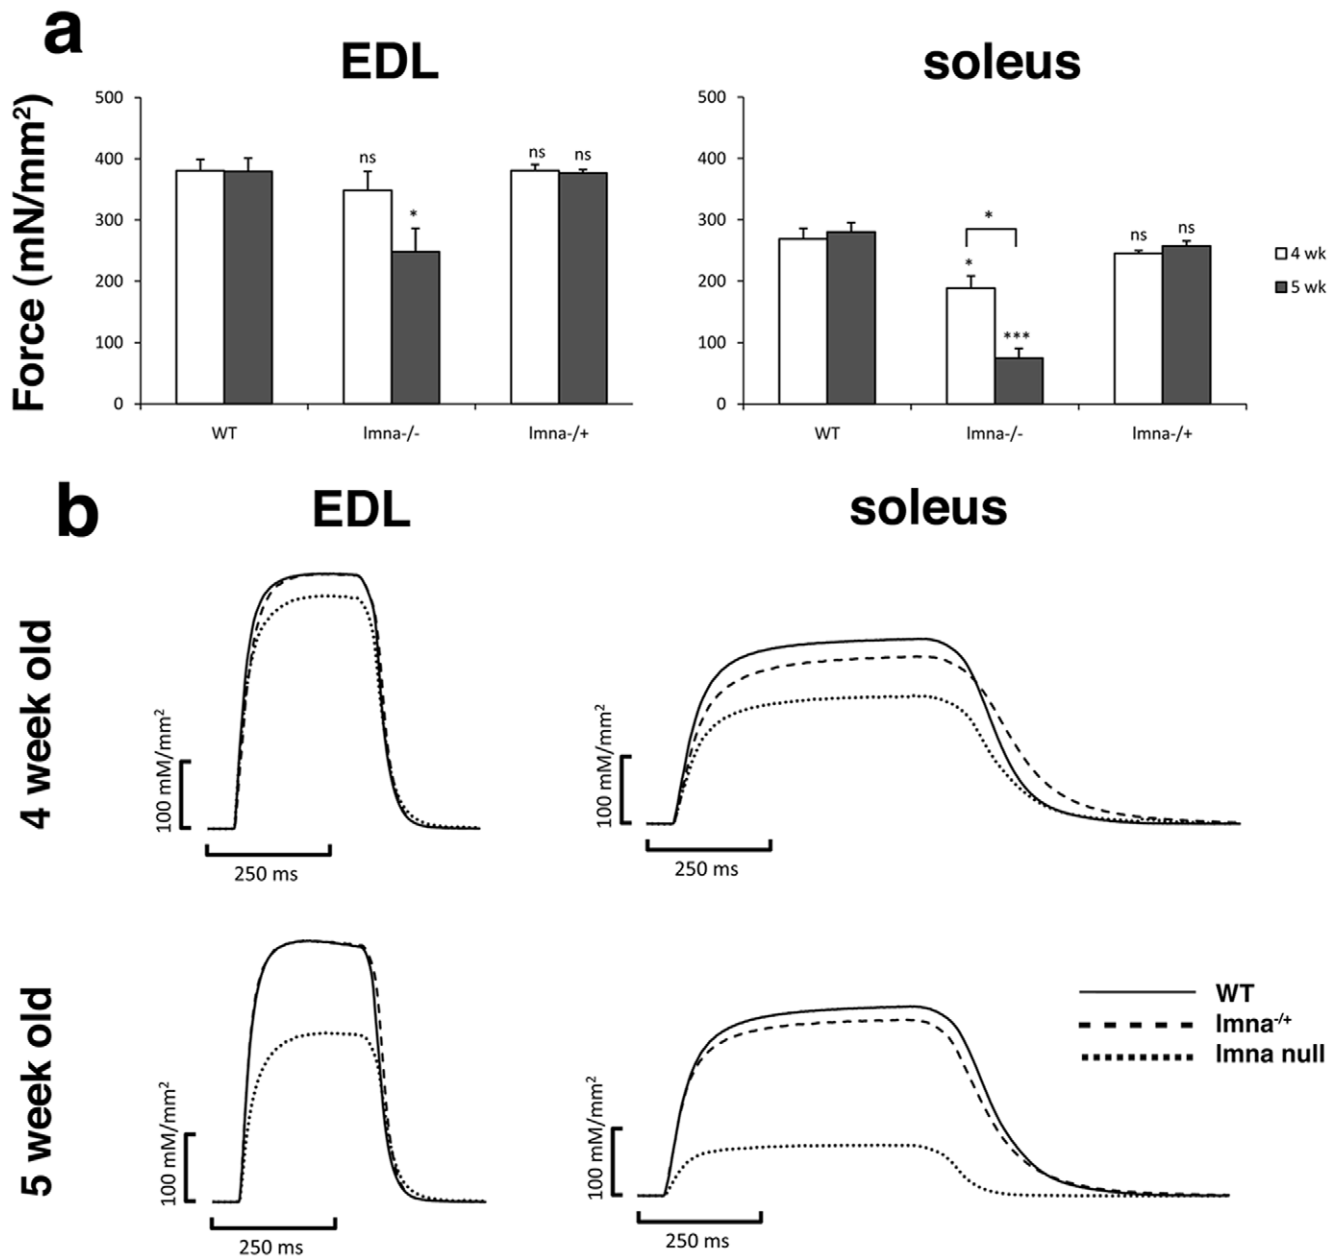 a
EDL
soleus
Force (mN/mm²)
500
400
300
200
100
0
ns
*
ns
ns
WT
lmna-/-
lmna-/+
500
400
300
200
100
0
*
*
***
ns
ns
WT
lmna-/-
lmna-/+
4 wk
5 wk
b
EDL
soleus
4 week old
100 mM/mm²
250 ms
100 mM/mm²
250 ms
5 week old
100 mM/mm²
250 ms
100 mM/mm²
250 ms
WT
lmna-/+
lmna null